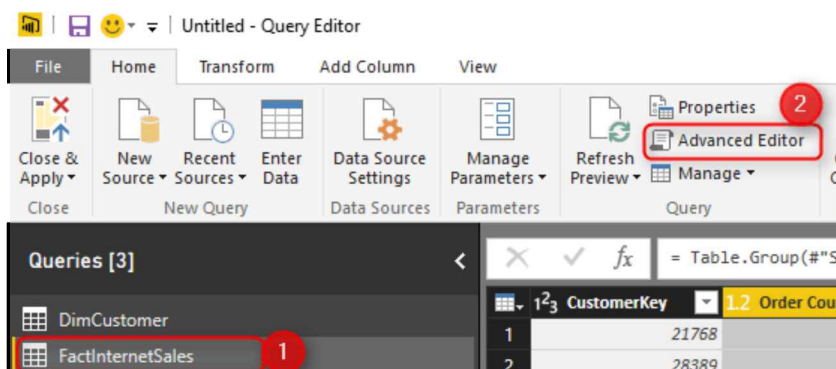 Untitled - Query Editor
File Home Transform Add Column View
Close & Apply
New Source
Recent Sources
Enter Data
Data Source Settings
Manage Parameters
Refresh Preview
Properties
2
Advanced Editor
Manage
Close New Query Data Sources Parameters Query
Queries [3]
fx = Table.Group(#"S
DimCustomer
FactInternetSales
1
1²3 CustomerKey 1.2 Order Cou
1 21768
2 28389